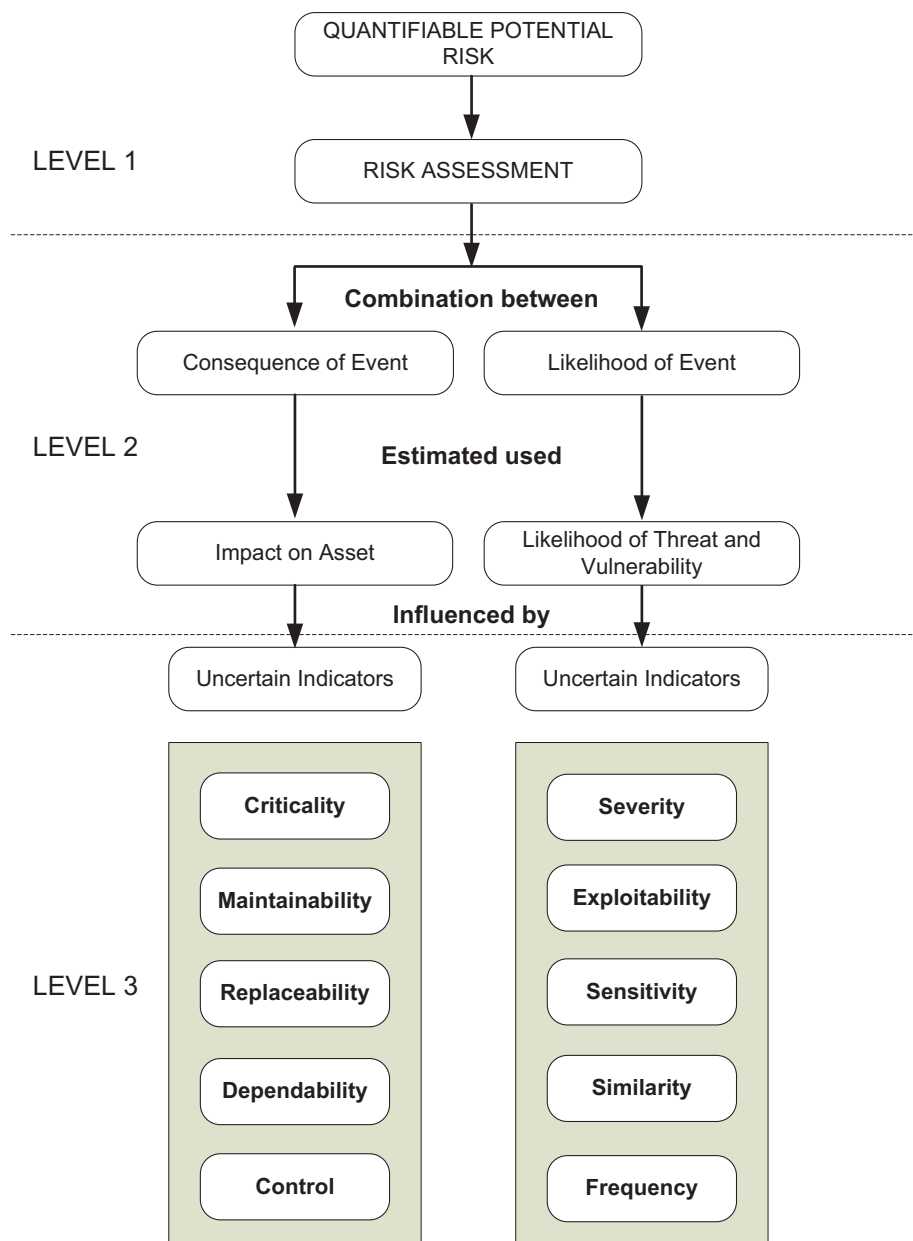 QUANTIFIABLE POTENTIAL
RISK
LEVEL 1
RISK ASSESSMENT
Combination between
Consequence of Event
Likelihood of Event
LEVEL 2
Estimated used
Impact on Asset
Likelihood of Threat and
Vulnerability
Influenced by
Uncertain Indicators
Uncertain Indicators
LEVEL 3
Criticality
Maintainability
Replaceability
Dependability
Control
Severity
Exploitability
Sensitivity
Similarity
Frequency